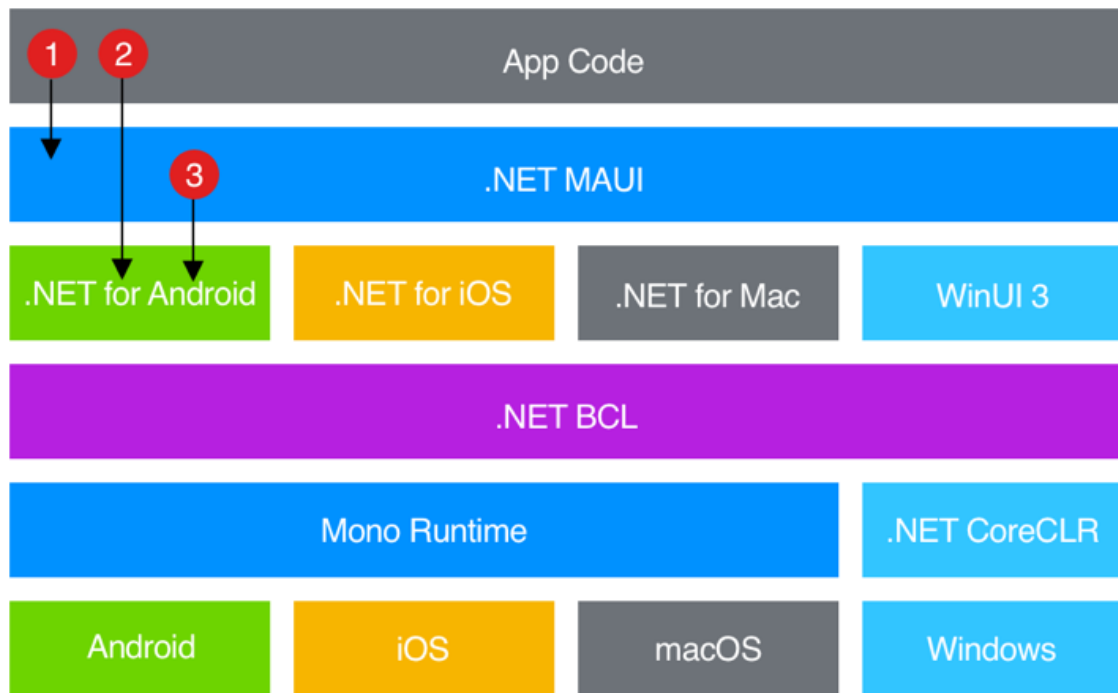 1
2
App Code
3
.NET MAUI
.NET for Android
.NET for iOS
.NET for Mac
WinUI 3
.NET BCL
Mono Runtime
.NET CoreCLR
Android
iOS
macOS
Windows